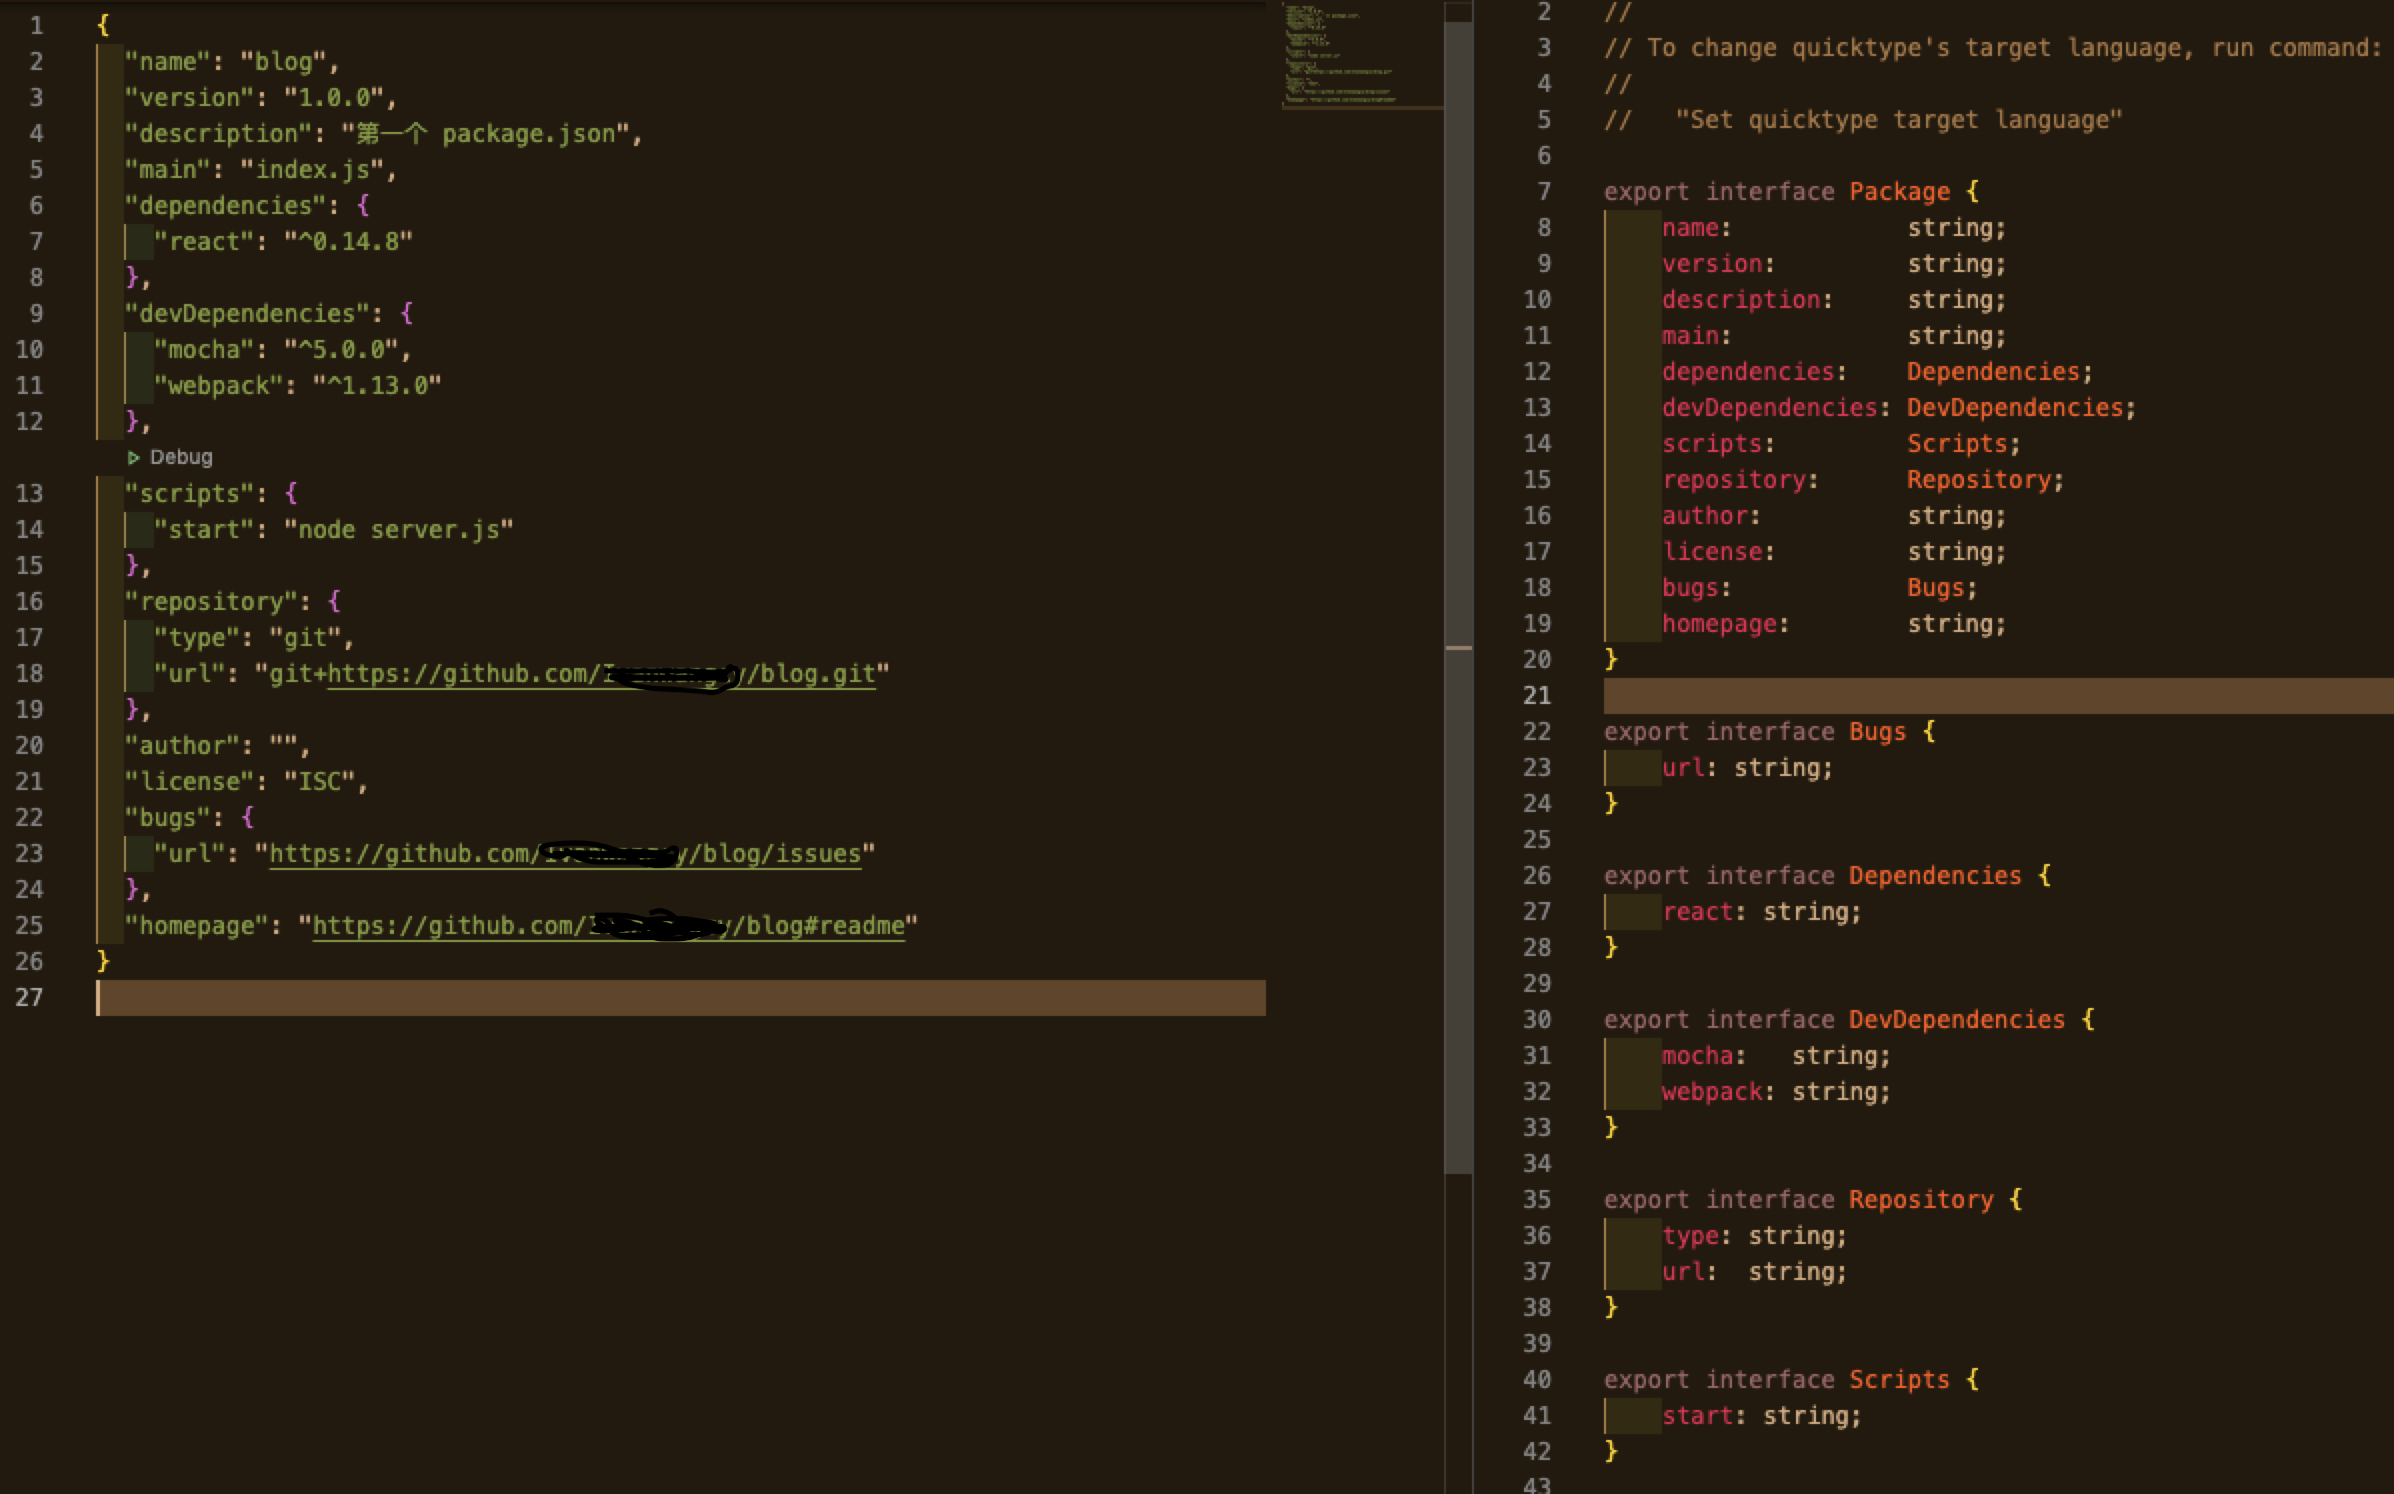 1 {
2 "name": "blog",
3 "version": "1.0.0",
4 "description": "第一个 package.json",
5 "main": "index.js",
6 "dependencies": {
7 "react": "^0.14.8"
8 },
9 "devDependencies": {
10 "mocha": "^5.0.0",
11 "webpack": "^1.13.0"
12 },
Debug
13 "scripts": {
14 "start": "node server.js"
15 },
16 "repository": {
17 "type": "git",
18 "url": "git+https://github.com/ /blog.git"
19 },
20 "author": "",
21 "license": "ISC",
22 "bugs": {
23 "url": "https://github.com/ /blog/issues"
24 },
25 "homepage": "https://github.com/ /blog#readme"
26 }
27
2 //
3 // To change quicktype's target language, run command:
4 //
5 //   "Set quicktype target language"
6
7 export interface Package {
8 name: string;
9 version: string;
10 description: string;
11 main: string;
12 dependencies: Dependencies;
13 devDependencies: DevDependencies;
14 scripts: Scripts;
15 repository: Repository;
16 author: string;
17 license: string;
18 bugs: Bugs;
19 homepage: string;
20 }
21
22 export interface Bugs {
23 url: string;
24 }
25
26 export interface Dependencies {
27 react: string;
28 }
29
30 export interface DevDependencies {
31 mocha: string;
32 webpack: string;
33 }
34
35 export interface Repository {
36 type: string;
37 url: string;
38 }
39
40 export interface Scripts {
41 start: string;
42 }
43